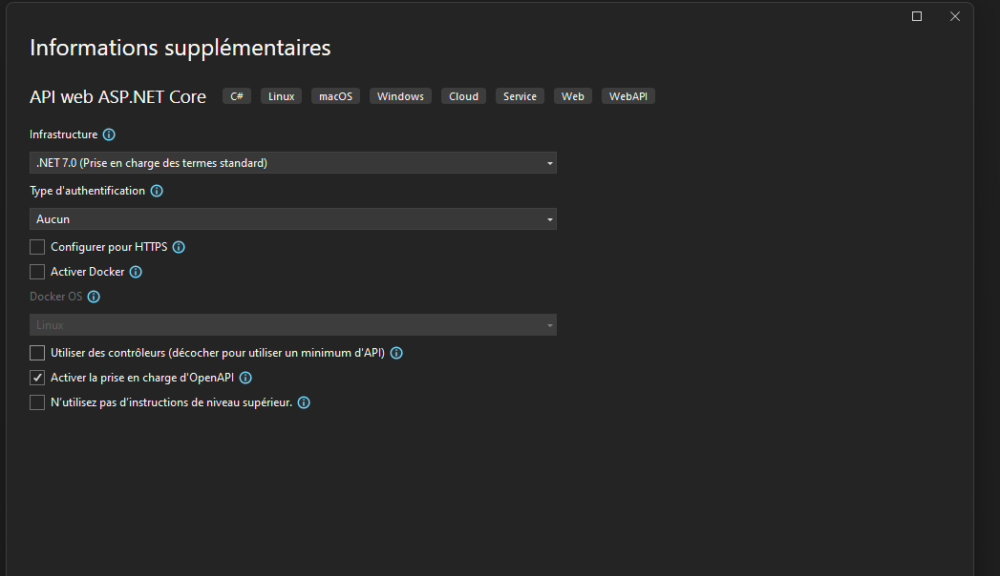 Informations supplémentaires
API web ASP.NET Core C# Linux macOS Windows Cloud Service Web WebAPI
Infrastructure
.NET 7.0 (Prise en charge des termes standard)
Type d'authentification
Aucun
Configurer pour HTTPS
Activer Docker
Docker OS
Linux
Utiliser des contrôleurs (décocher pour utiliser un minimum d'API)
Activer la prise en charge d'OpenAPI
N'utilisez pas d'instructions de niveau supérieur.